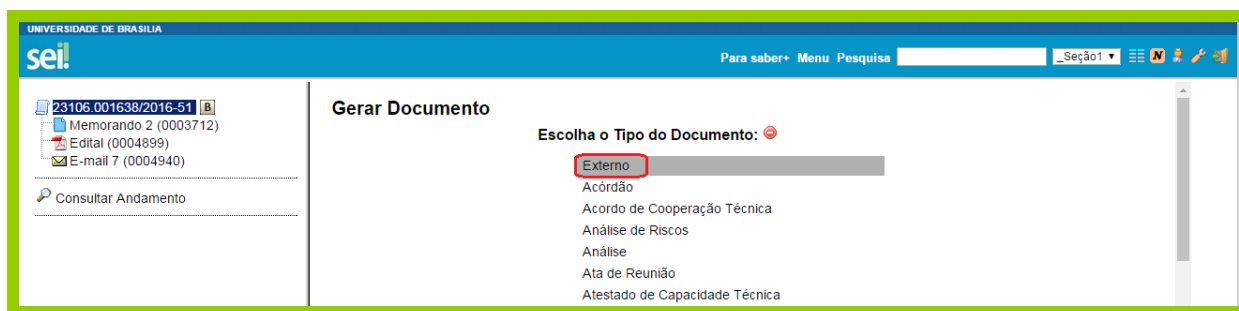 UNIVERSIDADE DE BRASILIA
sei!
Para saber+ Menu Pesquisa _Seção1
23106.001638/2016-51 B
Memorando 2 (0003712)
Edital (0004899)
E-mail 7 (0004940)
Consultar Andamento
Gerar Documento
Escolha o Tipo do Documento:
Externo
Acórdão
Acordo de Cooperação Técnica
Análise de Riscos
Análise
Ata de Reunião
Atestado de Capacidade Técnica